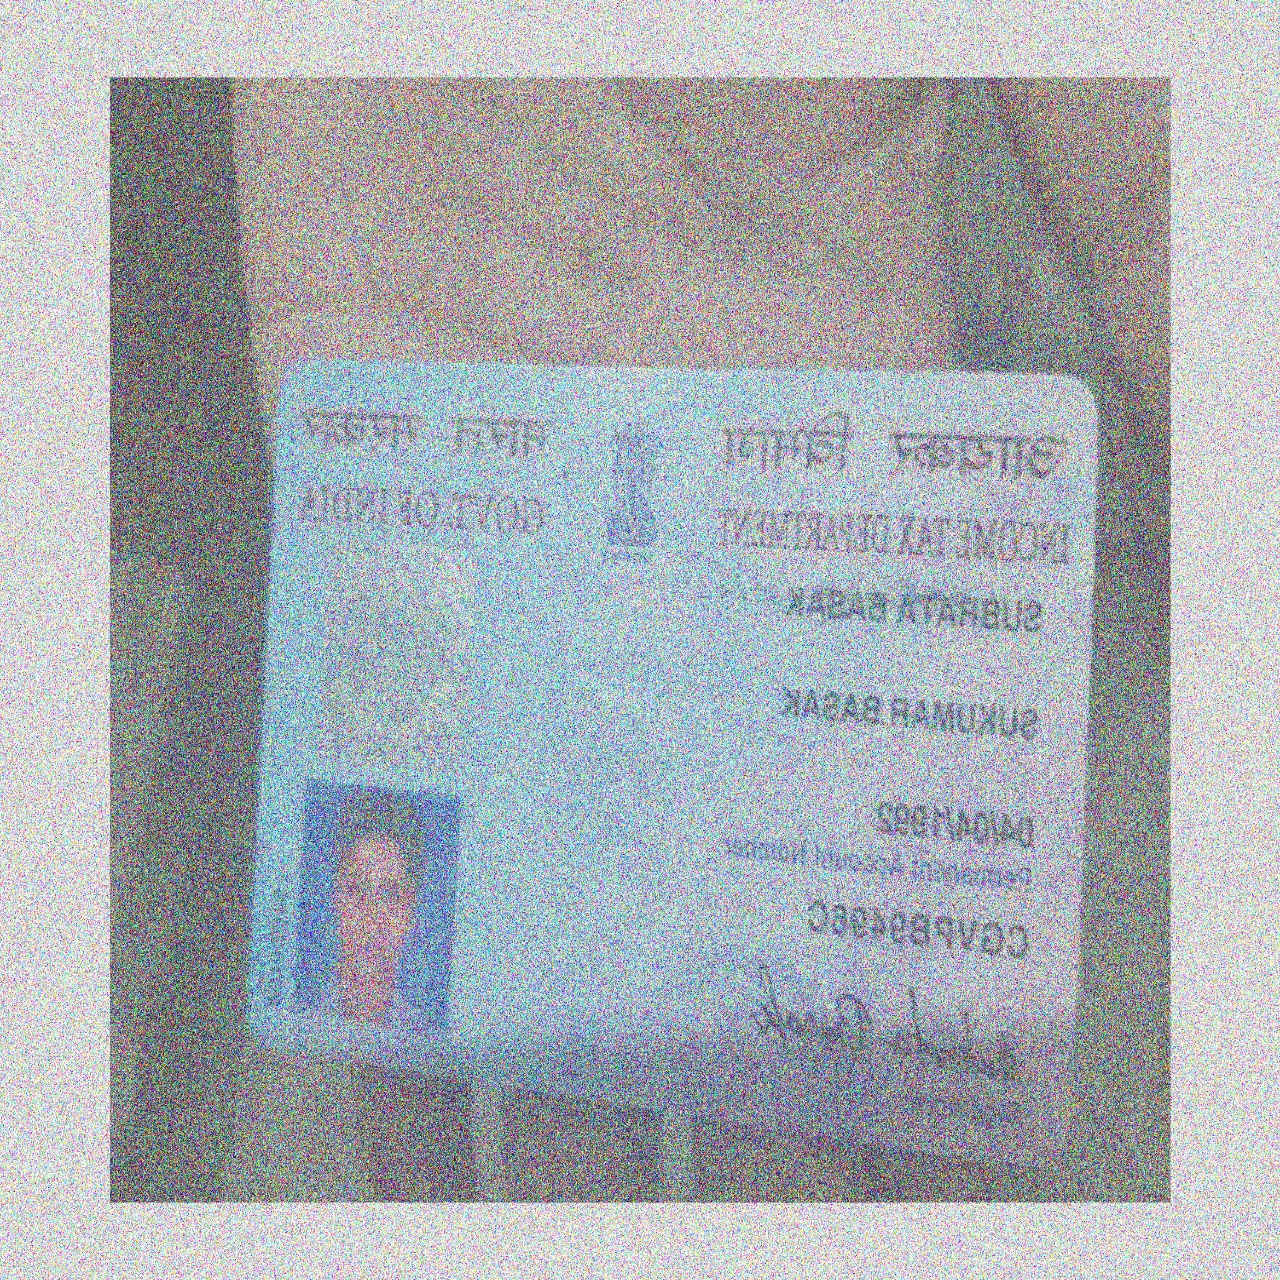 आयकर विभाग भारत सरकार
INCOME TAX DEPARTMENT GOVT. OF INDIA
SUBRATA BASAK
SUKUMAR BASAK
04/04/1992
Permanent Account Number
CGVPB9496C